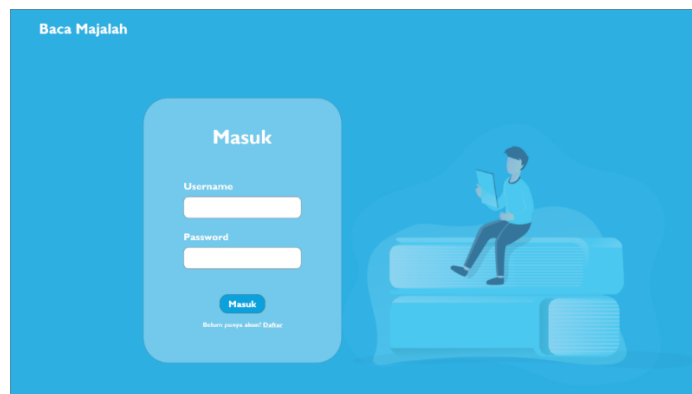 Baca Majalah
Masuk
Username
Password
Masuk
Belum punya akun? Daftar